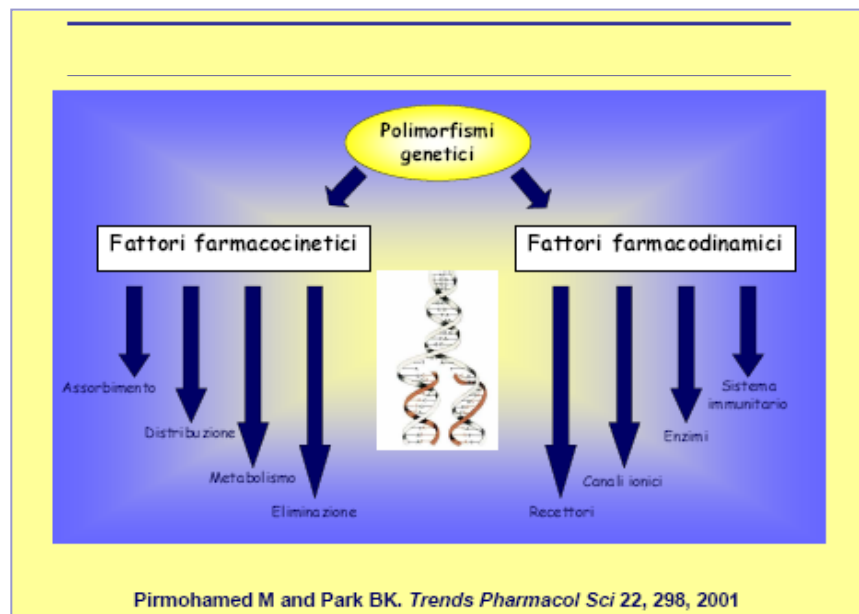 Polimorfismi
genetici
Fattori farmacocinetici
Fattori farmacodinamici
Assorbimento
Distribuzione
Metabolismo
Eliminazione
Recettori
Canali ionici
Enzimi
Sistema
immunitario
Pirmohamed M and Park BK. Trends Pharmacol Sci 22, 298, 2001